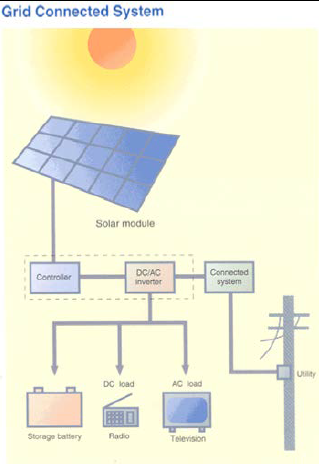 Grid Connected System
Solar module
Controller
DC/AC
inverter
Connected
system
Utility
DC load
AC load
Storage battery
Radio
Television